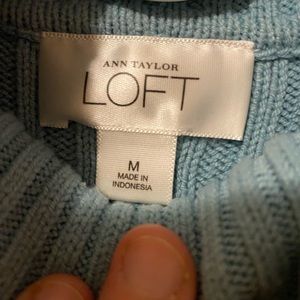 ANN TAYLOR
LOFT
M
MADE IN
INDONESIA